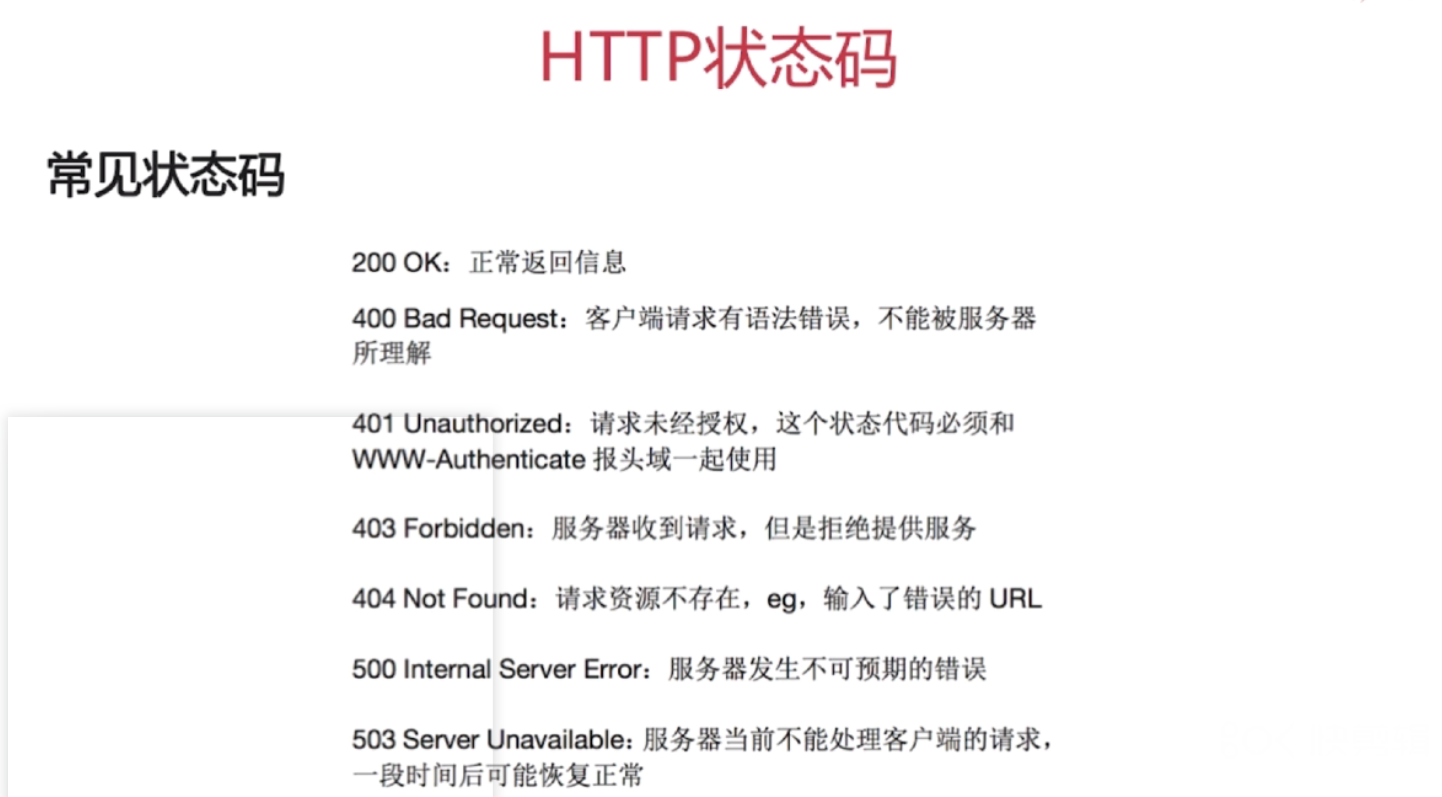 HTTP状态码
常见状态码
200 OK：正常返回信息
400 Bad Request：客户端请求有语法错误，不能被服务器
所理解
401 Unauthorized：请求未经授权，这个状态代码必须和
WWW-Authenticate 报头域一起使用
403 Forbidden：服务器收到请求，但是拒绝提供服务
404 Not Found：请求资源不存在，eg，输入了错误的 URL
500 Internal Server Error：服务器发生不可预期的错误
503 Server Unavailable：服务器当前不能处理客户端的请求，
一段时间后可能恢复正常